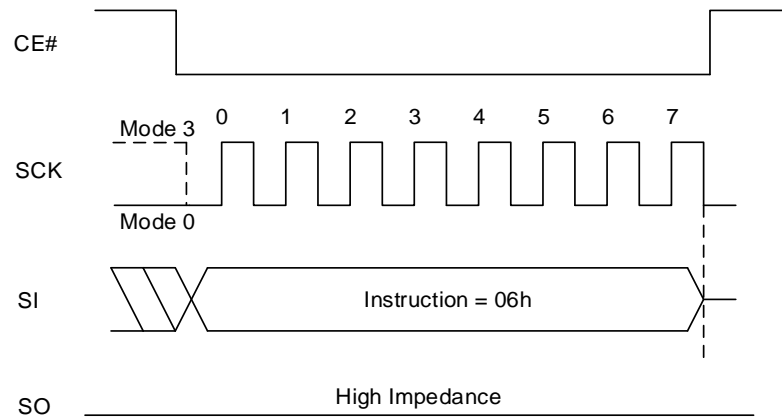 CE#
Mode 3
0 1 2 3 4 5 6 7
SCK
Mode 0
SI
Instruction = 06h
High Impedance
SO